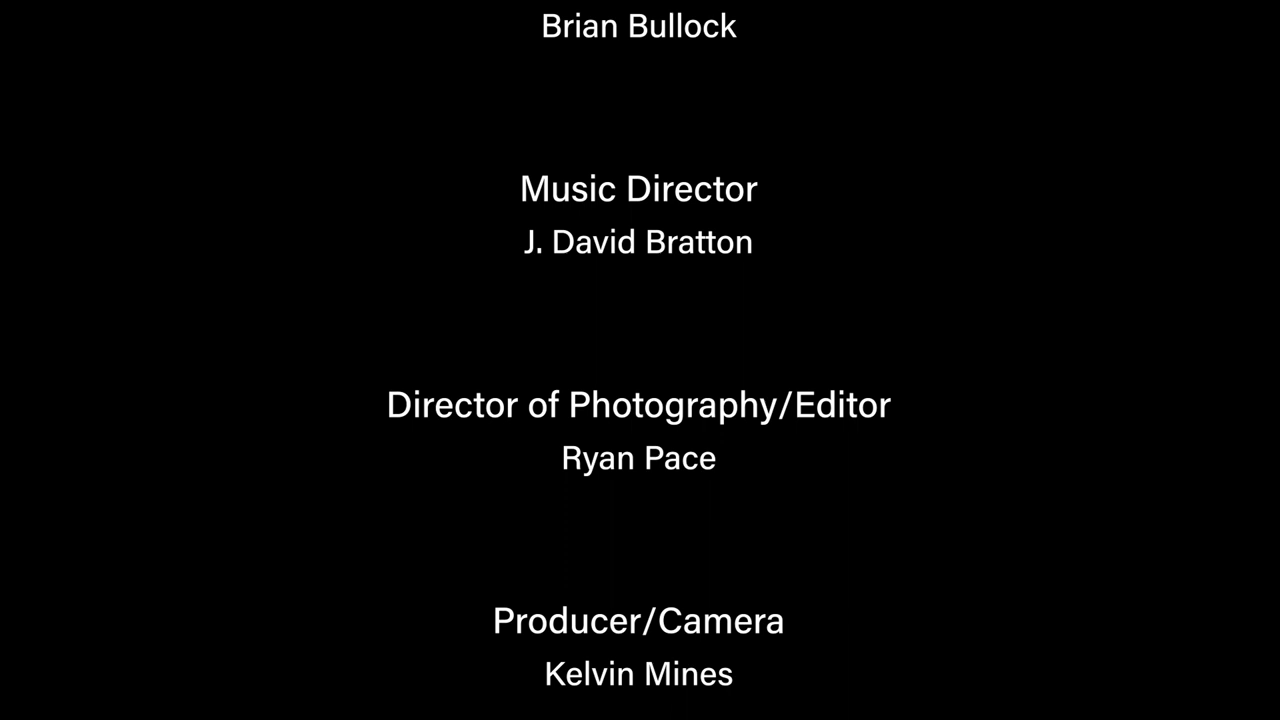 Brian Bullock
Music Director
J. David Bratton
Director of Photography/Editor
Ryan Pace
Producer/Camera
Kelvin Mines